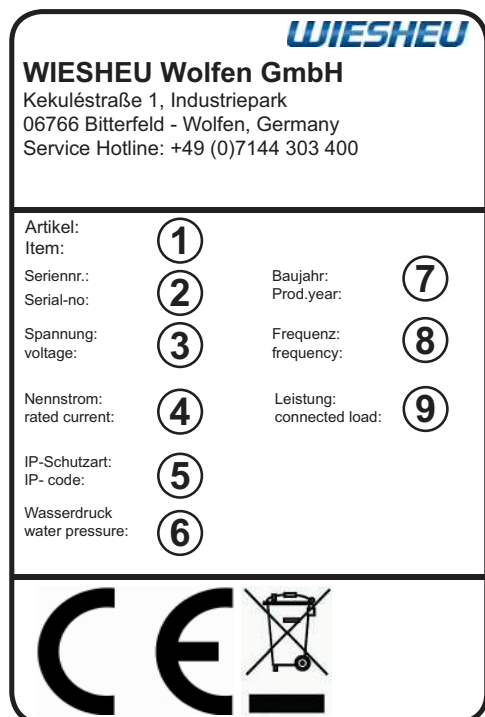 WIESHEU
WIESHEU Wolfen GmbH
Kekuléstraße 1, Industriepark
06766 Bitterfeld - Wolfen, Germany
Service Hotline: +49 (0)7144 303 400
Artikel:
Item:
1
Seriennr.:
Serial-no:
2
Baujahr:
Prod.year:
7
Spannung:
voltage:
3
Frequenz:
frequency:
8
Nennstrom:
rated current:
4
Leistung:
connected load:
9
IP-Schutzart:
IP- code:
5
Wasserdruck
water pressure:
6
CE